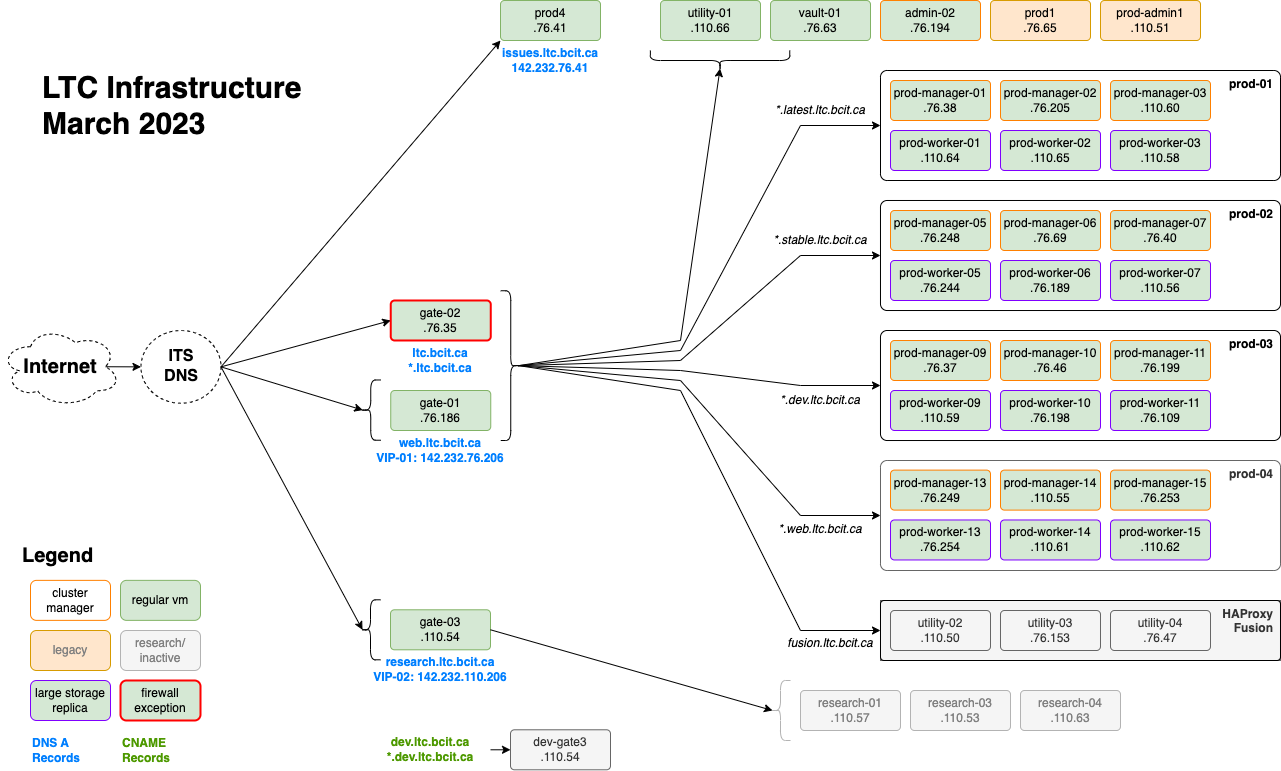 prod4
.76.41
issues.ltc.bcit.ca
142.232.76.41
utility-01
.110.66
vault-01
.76.63
admin-02
.76.194
prod1
.76.65
prod-admin1
.110.51
LTC Infrastructure
March 2023
*.latest.ltc.bcit.ca
prod-01
prod-manager-01
.76.38
prod-manager-02
.76.205
prod-manager-03
.110.60
prod-worker-01
.110.64
prod-worker-02
.110.65
prod-worker-03
.110.58
*.stable.ltc.bcit.ca
prod-02
prod-manager-05
.76.248
prod-manager-06
.76.69
prod-manager-07
.76.40
prod-worker-05
.76.244
prod-worker-06
.76.189
prod-worker-07
.110.56
Internet
ITS
DNS
gate-02
.76.35
ltc.bcit.ca
*.ltc.bcit.ca
gate-01
.76.186
web.ltc.bcit.ca
VIP-01: 142.232.76.206
*.dev.ltc.bcit.ca
prod-03
prod-manager-09
.76.37
prod-manager-10
.76.46
prod-manager-11
.76.199
prod-worker-09
.110.59
prod-worker-10
.76.198
prod-worker-11
.76.109
*.web.ltc.bcit.ca
prod-04
prod-manager-13
.76.249
prod-manager-14
.110.55
prod-manager-15
.76.253
prod-worker-13
.76.254
prod-worker-14
.110.61
prod-worker-15
.110.62
fusion.ltc.bcit.ca
HAProxy
Fusion
utility-02
.110.50
utility-03
.76.153
utility-04
.76.47
gate-03
.110.54
research.ltc.bcit.ca
VIP-02: 142.232.110.206
research-01
.110.57
research-03
.110.53
research-04
.110.63
dev.ltc.bcit.ca
*.dev.ltc.bcit.ca
dev-gate3
.110.54
Legend
cluster
manager
regular vm
legacy
research/
inactive
large storage
replica
firewall
exception
DNS A
Records
CNAME
Records